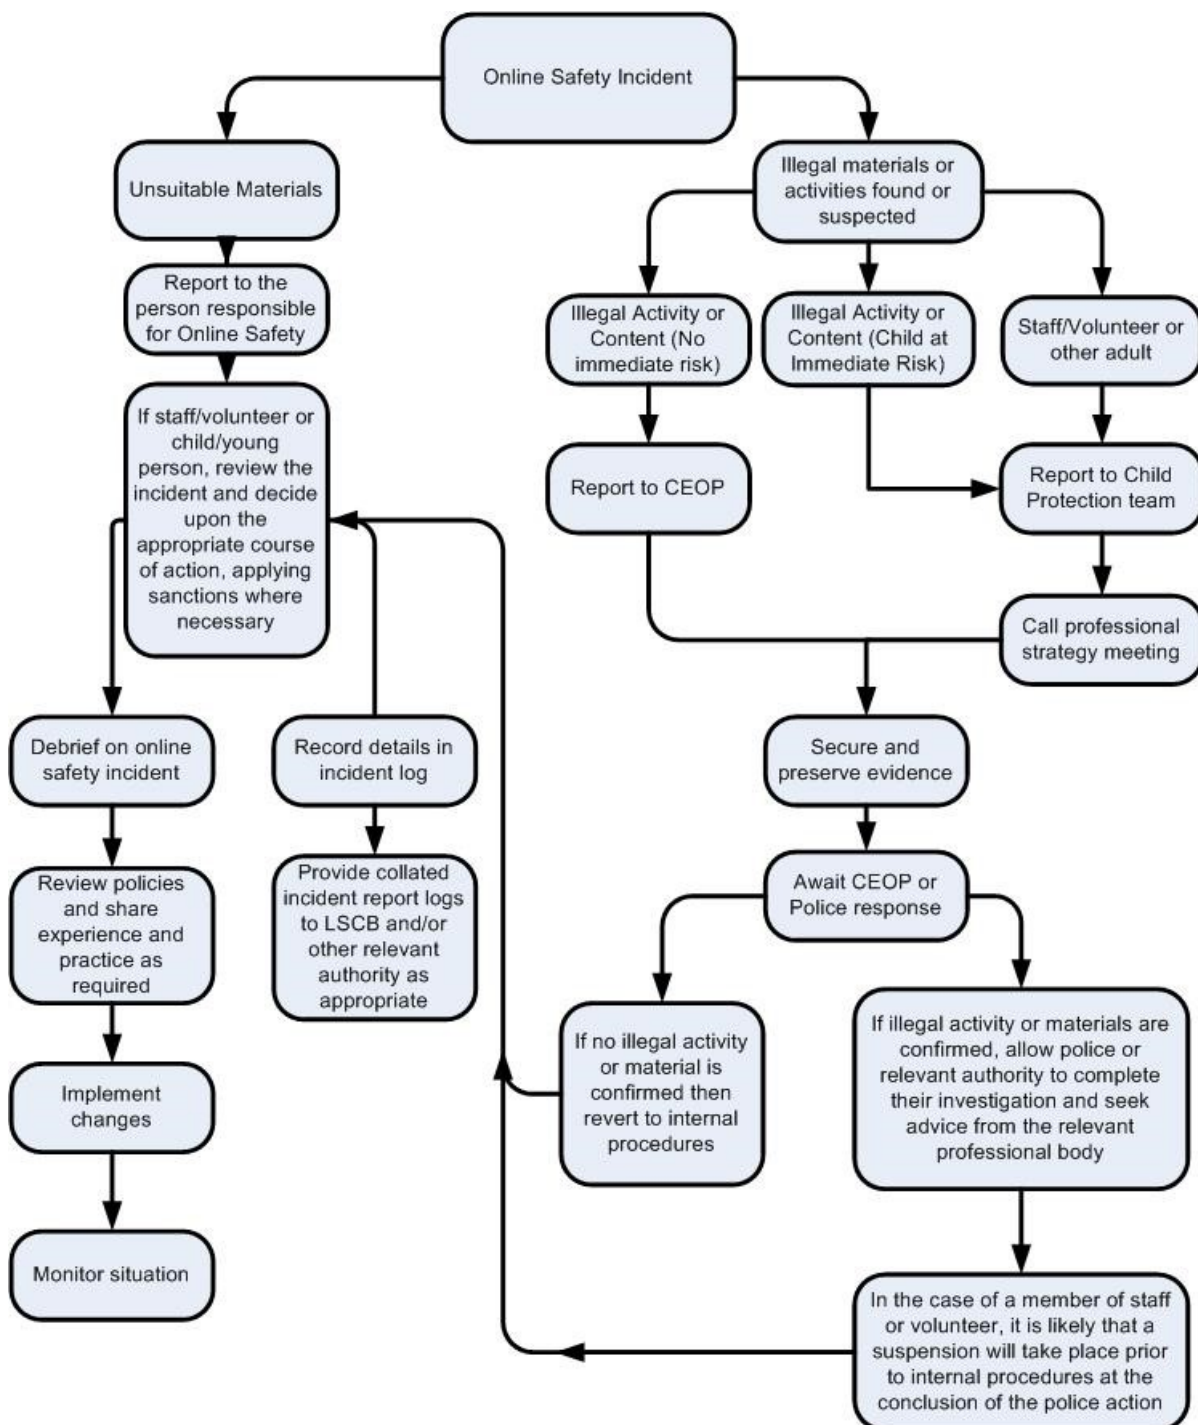 Online Safety Incident
Unsuitable Materials
Illegal materials or
activities found or
suspected
Report to the
person responsible
for Online Safety
Illegal Activity or
Content (No
immediate risk)
Illegal Activity or
Content (Child at
Immediate Risk)
Staff/Volunteer or
other adult
If staff/volunteer or
child/young
person, review the
incident and decide
upon the
appropriate course
of action, applying
sanctions where
necessary
Report to CEOP
Report to Child
Protection team
Call professional
strategy meeting
Debrief on online
safety incident
Record details in
incident log
Secure and
preserve evidence
Review policies
and share
experience and
practice as
required
Provide collated
incident report logs
to LSCB and/or
other relevant
authority as
appropriate
Await CEOP or
Police response
Implement
changes
If no illegal activity
or material is
confirmed then
revert to internal
procedures
If illegal activity or materials are
confirmed, allow police or
relevant authority to complete
their investigation and seek
advice from the relevant
professional body
Monitor situation
In the case of a member of staff
or volunteer, it is likely that a
suspension will take place prior
to internal procedures at the
conclusion of the police action